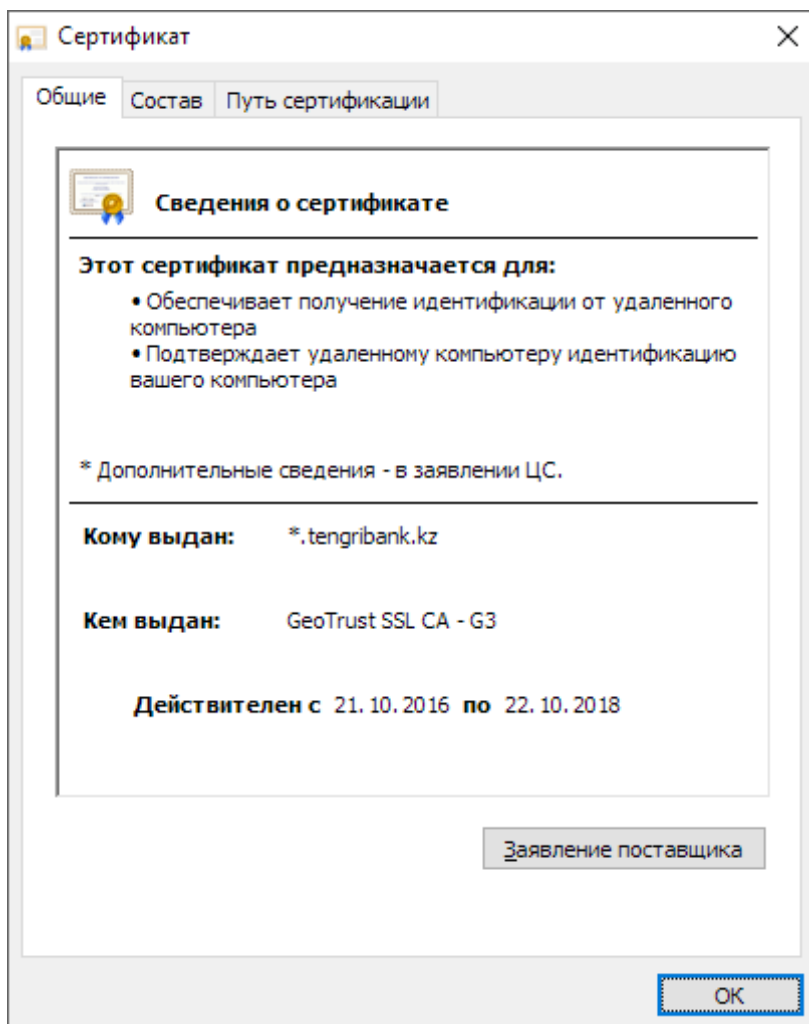 Сертификат
Общие Состав Путь сертификации
Сведения о сертификате
Этот сертификат предназначается для:
• Обеспечивает получение идентификации от удаленного
компьютера
• Подтверждает удаленному компьютеру идентификацию
вашего компьютера
* Дополнительные сведения - в заявлении ЦС.
Кому выдан: *.tengribank.kz
Кем выдан: GeoTrust SSL CA - G3
Действителен с 21.10.2016 по 22.10.2018
Заявление поставщика
ОК